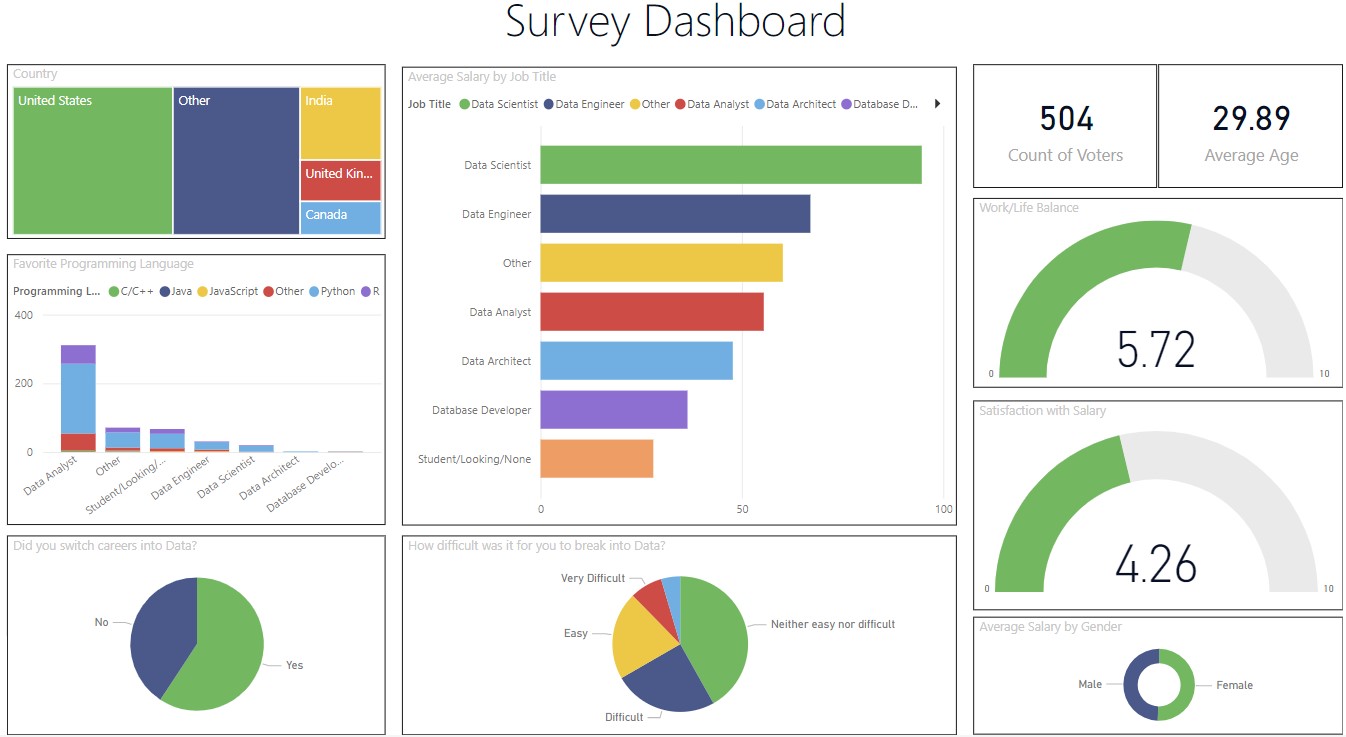 Survey Dashboard
Country
United States
Other
India
United Kin...
Canada
Favorite Programming Language
Programming L... C/C++ Java JavaScript Other Python R
400
200
0
Data Analyst
Other
Student/Looking/...
Data Engineer
Data Scientist
Data Architect
Database Develo...
Did you switch careers into Data?
No
Yes
Average Salary by Job Title
Job Title Data Scientist Data Engineer Other Data Analyst Data Architect Database D...
Data Scientist
Data Engineer
Other
Data Analyst
Data Architect
Database Developer
Student/Looking/None
0 50 100
How difficult was it for you to break into Data?
Very Difficult
Easy
Difficult
Neither easy nor difficult
504
Count of Voters
29.89
Average Age
Work/Life Balance
5.72
0 10
Satisfaction with Salary
4.26
0 10
Average Salary by Gender
Male Female